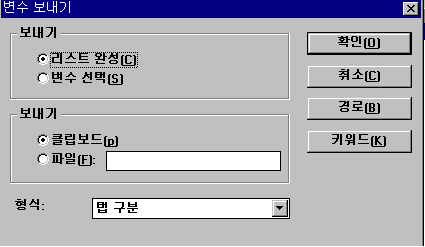 변수 보내기
보내기
리스트 완성(C)
변수 선택(S)
보내기
클립보드(p)
파일(F):
형식:
탭 구분
확인(O)
취소(C)
경로(B)
키워드(K)